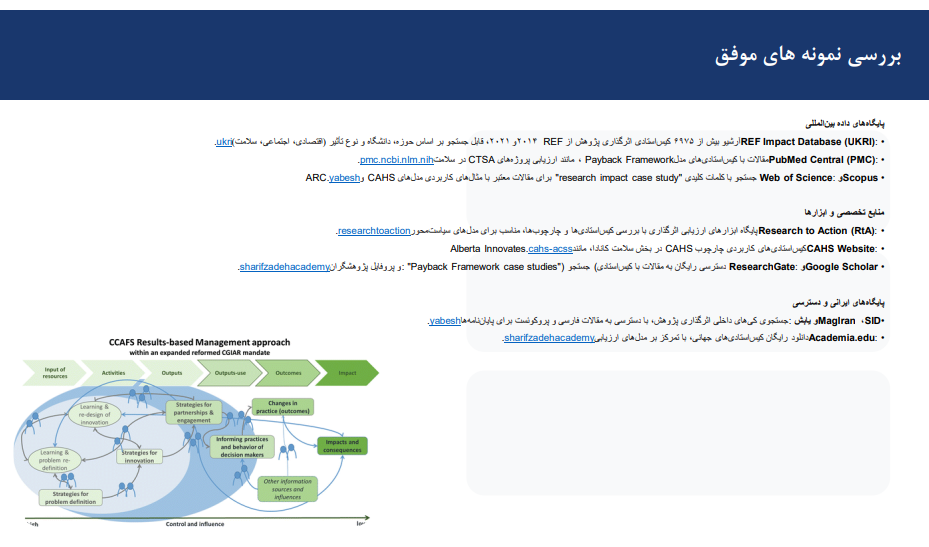 بررسی نمونه های موفق
پایگاه‌های داده بین‌المللی
• REF Impact Database (UKRI): آرشیو بیش از ۶۹۷۵ کیس‌استادی اثرگذاری پژوهش از REF ۲۰۱۴ و ۲۰۲۱، قابل جستجو بر اساس حوزه، دانشگاه و نوع تأثیر (اقتصادی، اجتماعی، سلامت)ukri.
• PubMed Central (PMC): مقالات با کیس‌استادی‌های مدل Payback Framework ، مانند ارزیابی پروژه‌های CTSA در سلامت pmc.ncbi.nlm.nih.
• Scopus و Web of Science: جستجو با کلمات کلیدی "research impact case study" برای مقالات معتبر با مثال‌های کاربردی مدل‌های CAHS و ARC.yabesh
منابع تخصصی و ابزارها
• Research to Action (RtA): پایگاه ابزارهای ارزیابی اثرگذاری با بررسی کیس‌استادی‌ها و چارچوب‌ها، مناسب برای مدل‌های سیاست‌محور researchtoaction.
• CAHS Website: کیس‌استادی‌های کاربردی چارچوب CAHS در بخش سلامت کانادا، مانند Alberta Innovates.cahs-acss
• Google Scholar و ResearchGate: دسترسی رایگان به مقالات با کیس‌استادی) جستجو ("Payback Framework case studies" :و پروفایل پژوهشگران sharifzadehacademy.
پایگاه‌های ایرانی و دسترسی
• SID، MagIran و یابش :جستجوی کی‌های داخلی اثرگذاری پژوهش، با دسترسی به مقالات فارسی و پروکوئست برای پایان‌نامه‌ها yabesh.
• Academia.edu: دانلود رایگان کیس‌استادی‌های جهانی، با تمرکز بر مدل‌های ارزیابی sharifzadehacademy.
CCAFS Results-based Management approach
within an expanded reformed CGIAR mandate
Input of resources
Activities
Outputs
Outputs-use
Outcomes
Impact
Learning & re-design of innovation
Strategies for partnerships & engagement
Changes in practice (outcomes)
Informing practices and behavior of decision makers
Impacts and consequences
Learning & problem re-definition
Strategies for innovation
Other information sources and influences
Strategies for problem definition
Control and influence